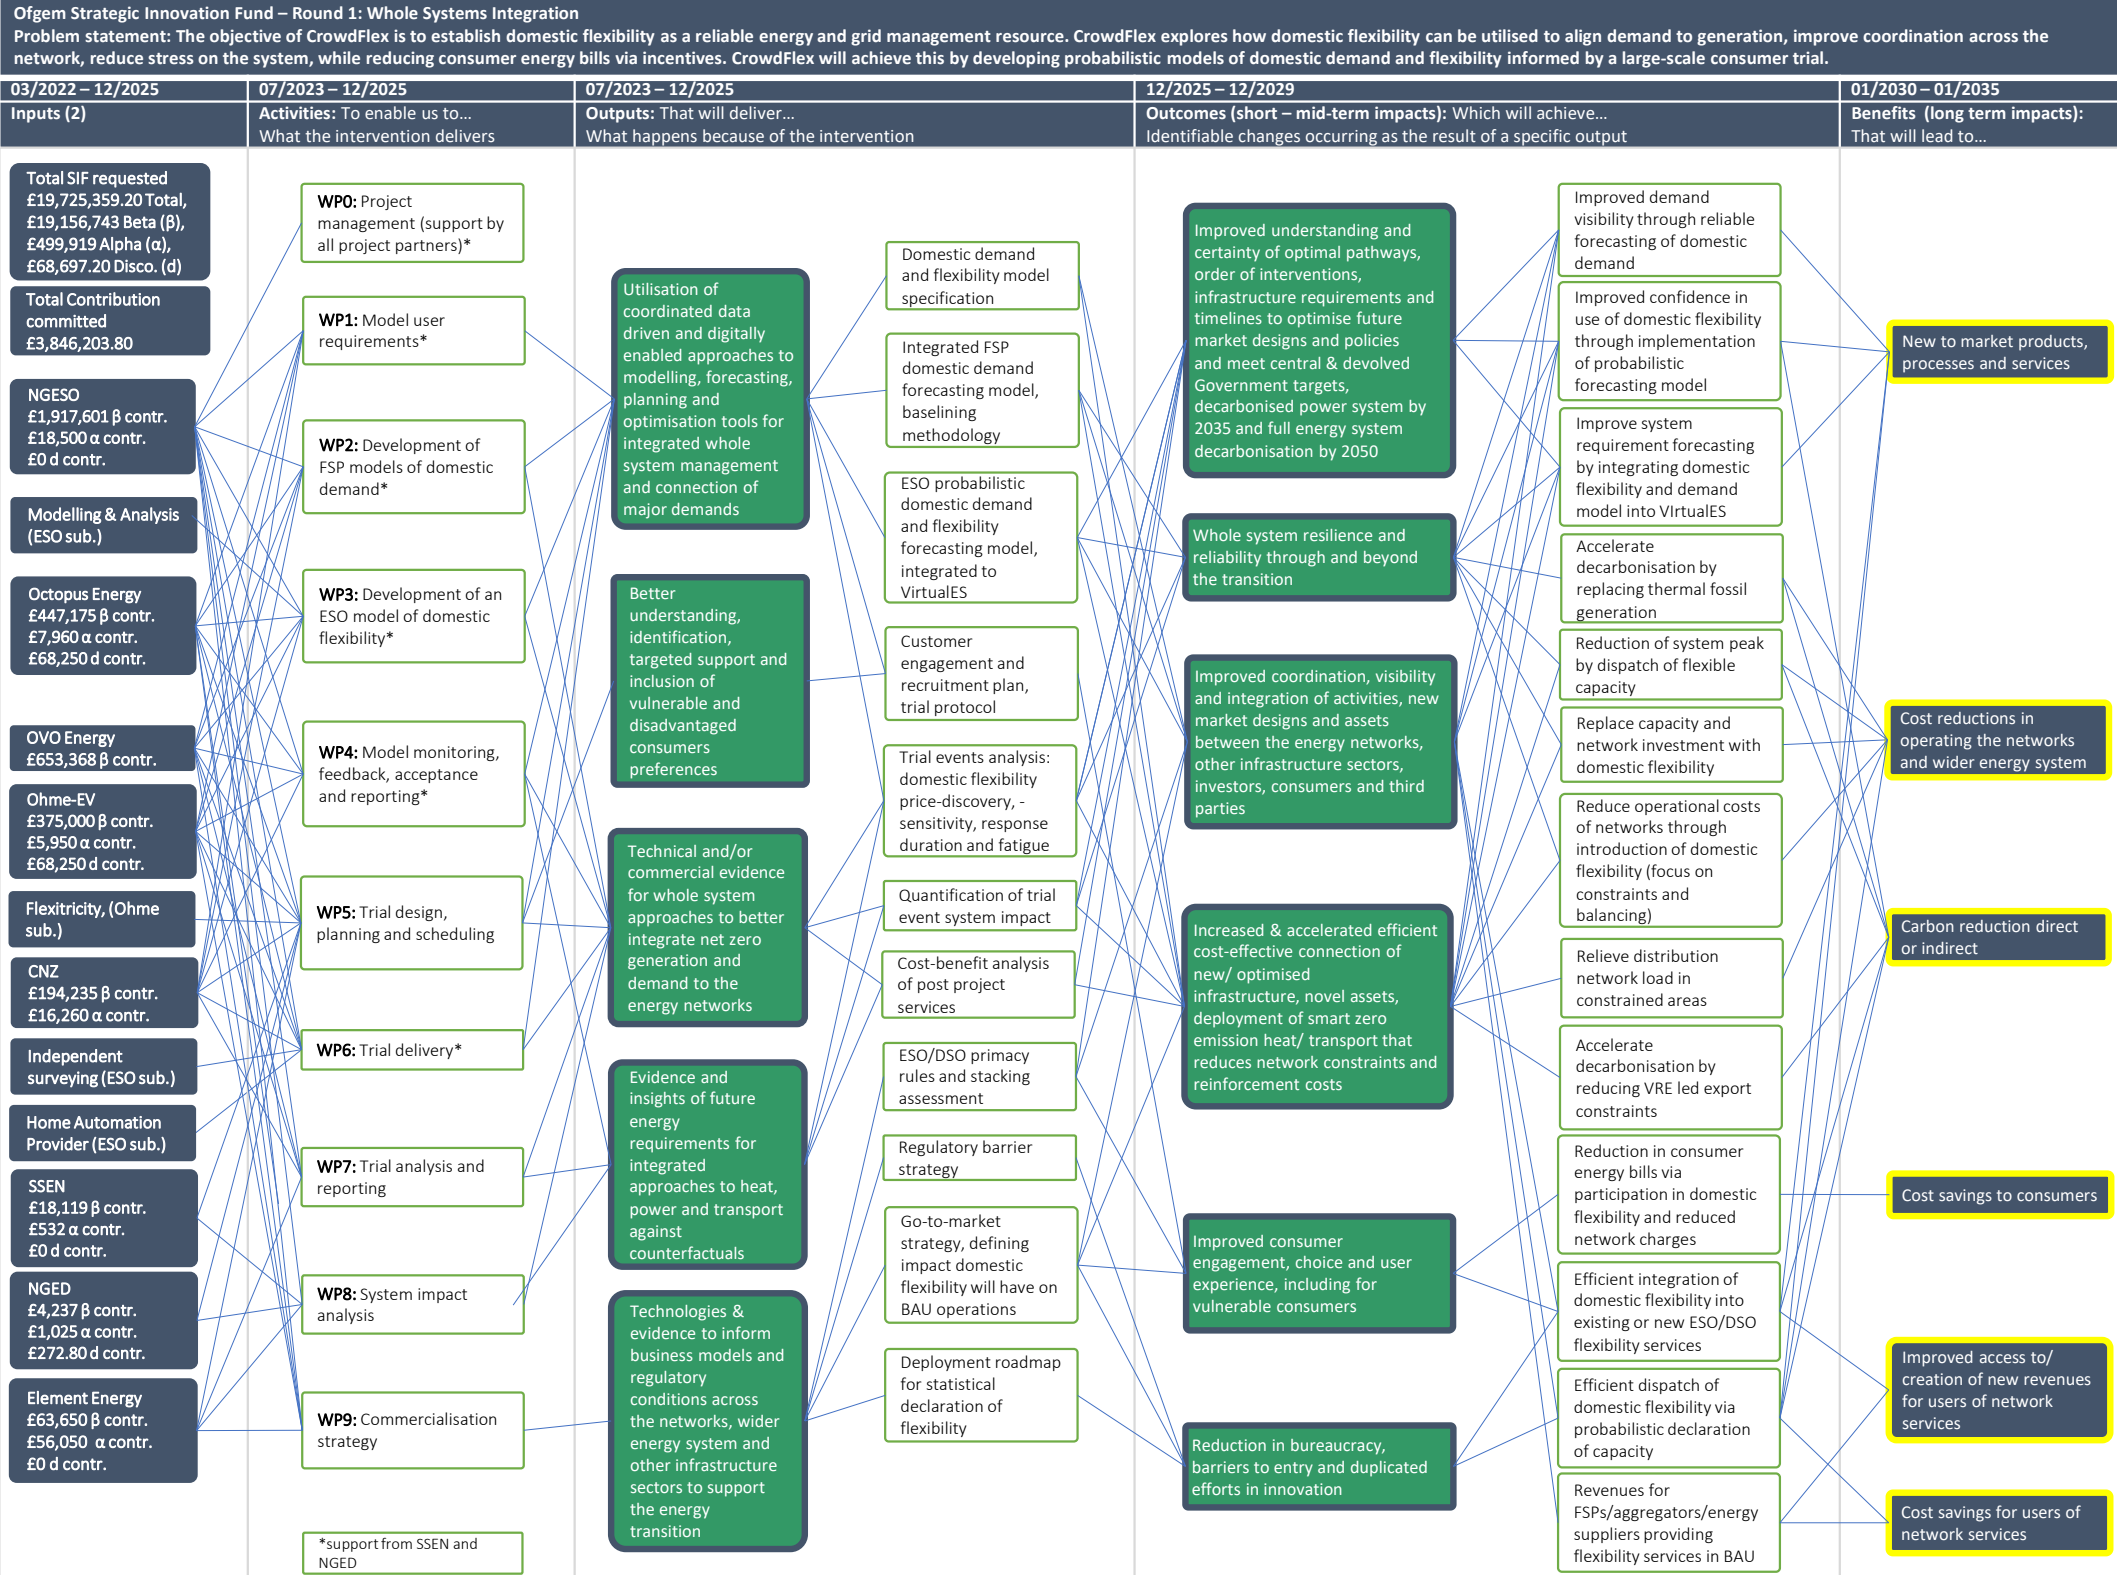 Ofgem Strategic Innovation Fund – Round 1: Whole Systems Integration
Problem statement: The objective of CrowdFlex is to establish domestic flexibility as a reliable energy and grid management resource. CrowdFlex explores how domestic flexibility can be utilised to align demand to generation, improve coordination across the
network, reduce stress on the system, while reducing consumer energy bills via incentives. CrowdFlex will achieve this by developing probabilistic models of domestic demand and flexibility informed by a large-scale consumer trial.
03/2022 – 12/2025
Inputs (2)
Total SIF requested
£19,725,359.20 Total,
£19,156,743 Beta (β),
£499,919 Alpha (α),
£68,697.20 Disco. (d)
Total Contribution
committed
£3,846,203.80
NGESO
£1,917,601 β contr.
£18,500 α contr.
£0 d contr.
Modelling & Analysis
(ESO sub.)
Octopus Energy
£447,175 β contr.
£7,960 α contr.
£68,250 d contr.
OVO Energy
£653,368 β contr.
Ohme-EV
£375,000 β contr.
£5,950 α contr.
£68,250 d contr.
Flexitricity, (Ohme
sub.)
CNZ
£194,235 β contr.
£16,260 α contr.
Independent
surveying (ESO sub.)
Home Automation
Provider (ESO sub.)
SSEN
£18,119 β contr.
£532 α contr.
£0 d contr.
NGED
£4,237 β contr.
£1,025 α contr.
£272.80 d contr.
Element Energy
£63,650 β contr.
£56,050 α contr.
£0 d contr.
07/2023 – 12/2025
Activities: To enable us to...
What the intervention delivers
WP0: Project
management (support by
all project partners)*
WP1: Model user
requirements*
WP2: Development of
FSP models of domestic
demand*
WP3: Development of an
ESO model of domestic
flexibility*
WP4: Model monitoring,
feedback, acceptance
and reporting*
WP5: Trial design,
planning and scheduling
WP6: Trial delivery*
WP7: Trial analysis and
reporting
WP8: System impact
analysis
WP9: Commercialisation
strategy
*support from SSEN and
NGED
07/2023 – 12/2025
Outputs: That will deliver...
What happens because of the intervention
Utilisation of
coordinated data
driven and digitally
enabled approaches to
modelling, forecasting,
planning and
optimisation tools for
integrated whole
system management
and connection of
major demands
Better
understanding,
identification,
targeted support and
inclusion of
vulnerable and
disadvantaged
consumers
preferences
Technical and/or
commercial evidence
for whole system
approaches to better
integrate net zero
generation and
demand to the
energy networks
Evidence and
insights of future
energy
requirements for
integrated
approaches to heat,
power and transport
against
counterfactuals
Technologies &
evidence to inform
business models and
regulatory
conditions across
the networks, wider
energy system and
other infrastructure
sectors to support
the energy
transition
Domestic demand
and flexibility model
specification
Integrated FSP
domestic demand
forecasting model,
baselining
methodology
ESO probabilistic
domestic demand
and flexibility
forecasting model,
integrated to
VirtualES
Customer
engagement and
recruitment plan,
trial protocol
Trial events analysis:
domestic flexibility
price-discovery, -
sensitivity, response
duration and fatigue
Quantification of trial
event system impact
Cost-benefit analysis
of post project
services
ESO/DSO primacy
rules and stacking
assessment
Regulatory barrier
strategy
Go-to-market
strategy, defining
impact domestic
flexibility will have on
BAU operations
Deployment roadmap
for statistical
declaration of
flexibility
12/2025 – 12/2029
Outcomes (short – mid-term impacts): Which will achieve...
Identifiable changes occurring as the result of a specific output
Improved understanding and
certainty of optimal pathways,
order of interventions,
infrastructure requirements and
timelines to optimise future
market designs and policies
and meet central & devolved
Government targets,
decarbonised power system by
2035 and full energy system
decarbonisation by 2050
Whole system resilience and
reliability through and beyond
the transition
Improved coordination, visibility
and integration of activities, new
market designs and assets
between the energy networks,
other infrastructure sectors,
investors, consumers and third
parties
Increased & accelerated efficient
cost-effective connection of
new/ optimised
infrastructure, novel assets,
deployment of smart zero
emission heat/ transport that
reduces network constraints and
reinforcement costs
Improved consumer
engagement, choice and user
experience, including for
vulnerable consumers
Reduction in bureaucracy,
barriers to entry and duplicated
efforts in innovation
Improved demand
visibility through reliable
forecasting of domestic
demand
Improved confidence in
use of domestic flexibility
through implementation
of probabilistic
forecasting model
Improve system
requirement forecasting
by integrating domestic
flexibility and demand
model into VIrtualES
Accelerate
decarbonisation by
replacing thermal fossil
generation
Reduction of system peak
by dispatch of flexible
capacity
Replace capacity and
network investment with
domestic flexibility
Reduce operational costs
of networks through
introduction of domestic
flexibility (focus on
constraints and
balancing)
Relieve distribution
network load in
constrained areas
Accelerate
decarbonisation by
reducing VRE led export
constraints
Reduction in consumer
energy bills via
participation in domestic
flexibility and reduced
network charges
Efficient integration of
domestic flexibility into
existing or new ESO/DSO
flexibility services
Efficient dispatch of
domestic flexibility via
probabilistic declaration
of capacity
Revenues for
FSPs/aggregators/energy
suppliers providing
flexibility services in BAU
01/2030 – 01/2035
Benefits (long term impacts):
That will lead to...
New to market products,
processes and services
Cost reductions in
operating the networks
and wider energy system
Carbon reduction direct
or indirect
Cost savings to consumers
Improved access to/
creation of new revenues
for users of network
services
Cost savings for users of
network services